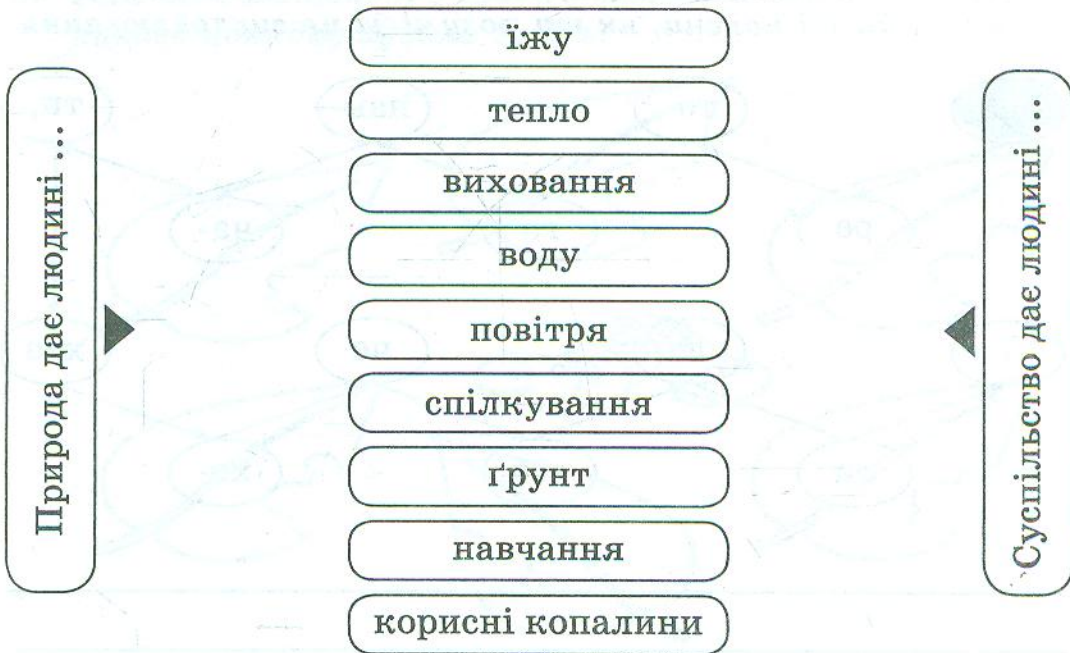 Природа дає людині ...
їжу
тепло
виховання
воду
повітря
спілкування
ґрунт
навчання
корисні копалини
Суспільство дає людині ...